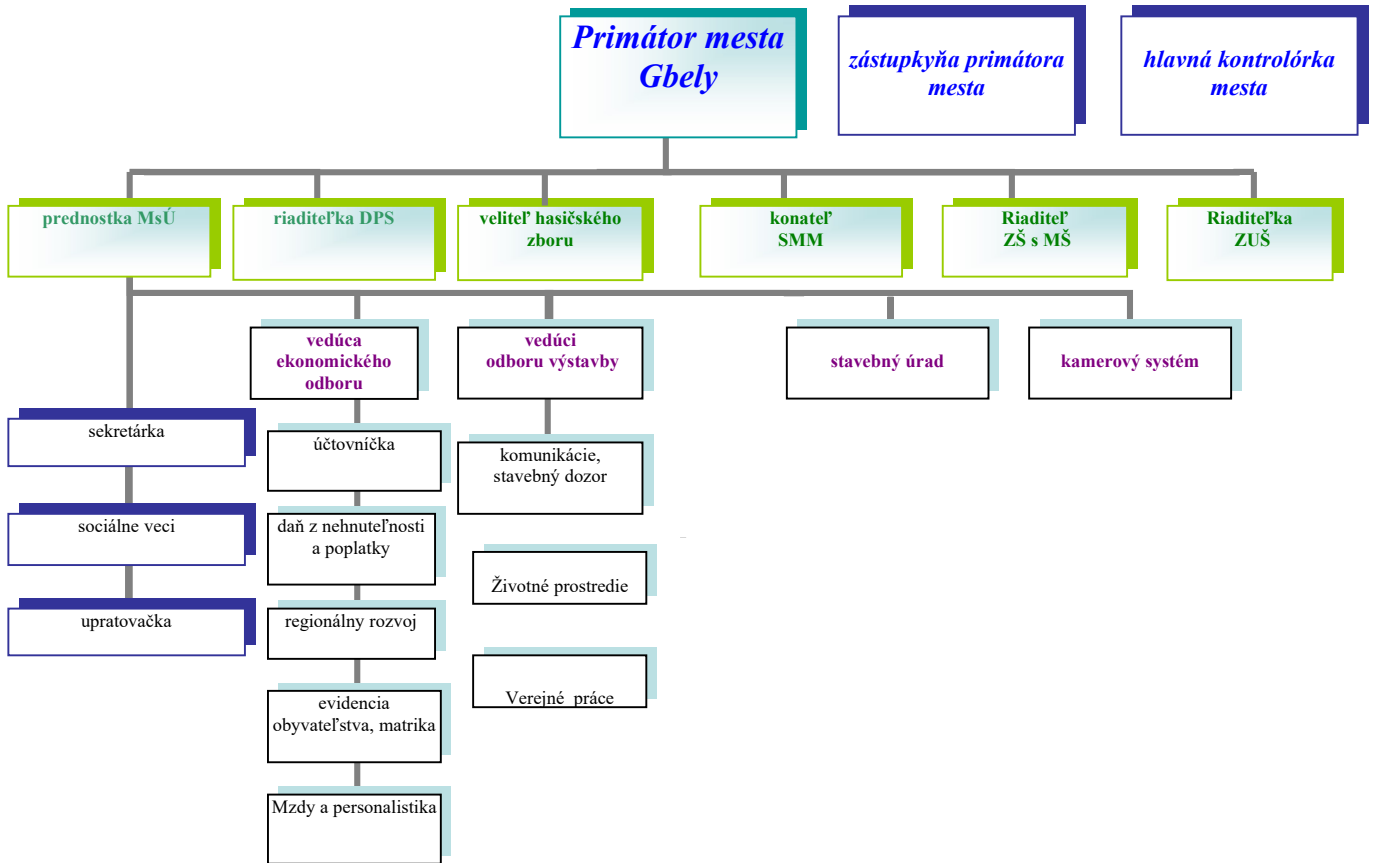 Primátor mesta
Gbely
zástupkyňa primátora
mesta
hlavná kontrolórka
mesta
prednostka MsÚ
riaditeľka DPS
veliteľ hasičského
zboru
konateľ
SMM
Riaditeľ
ZŠ s MŠ
Riaditeľka
ZUŠ
vedúca
ekonomického
odboru
vedúci
odboru výstavby
stavebný úrad
kamerový systém
sekretárka
účtovníčka
komunikácie,
stavebný dozor
sociálne veci
daň z nehnuteľnosti
a poplatky
Životné prostredie
upratovačka
regionálny rozvoj
Verejné  práce
evidencia
obyvateľstva, matrika
Mzdy a personalistika